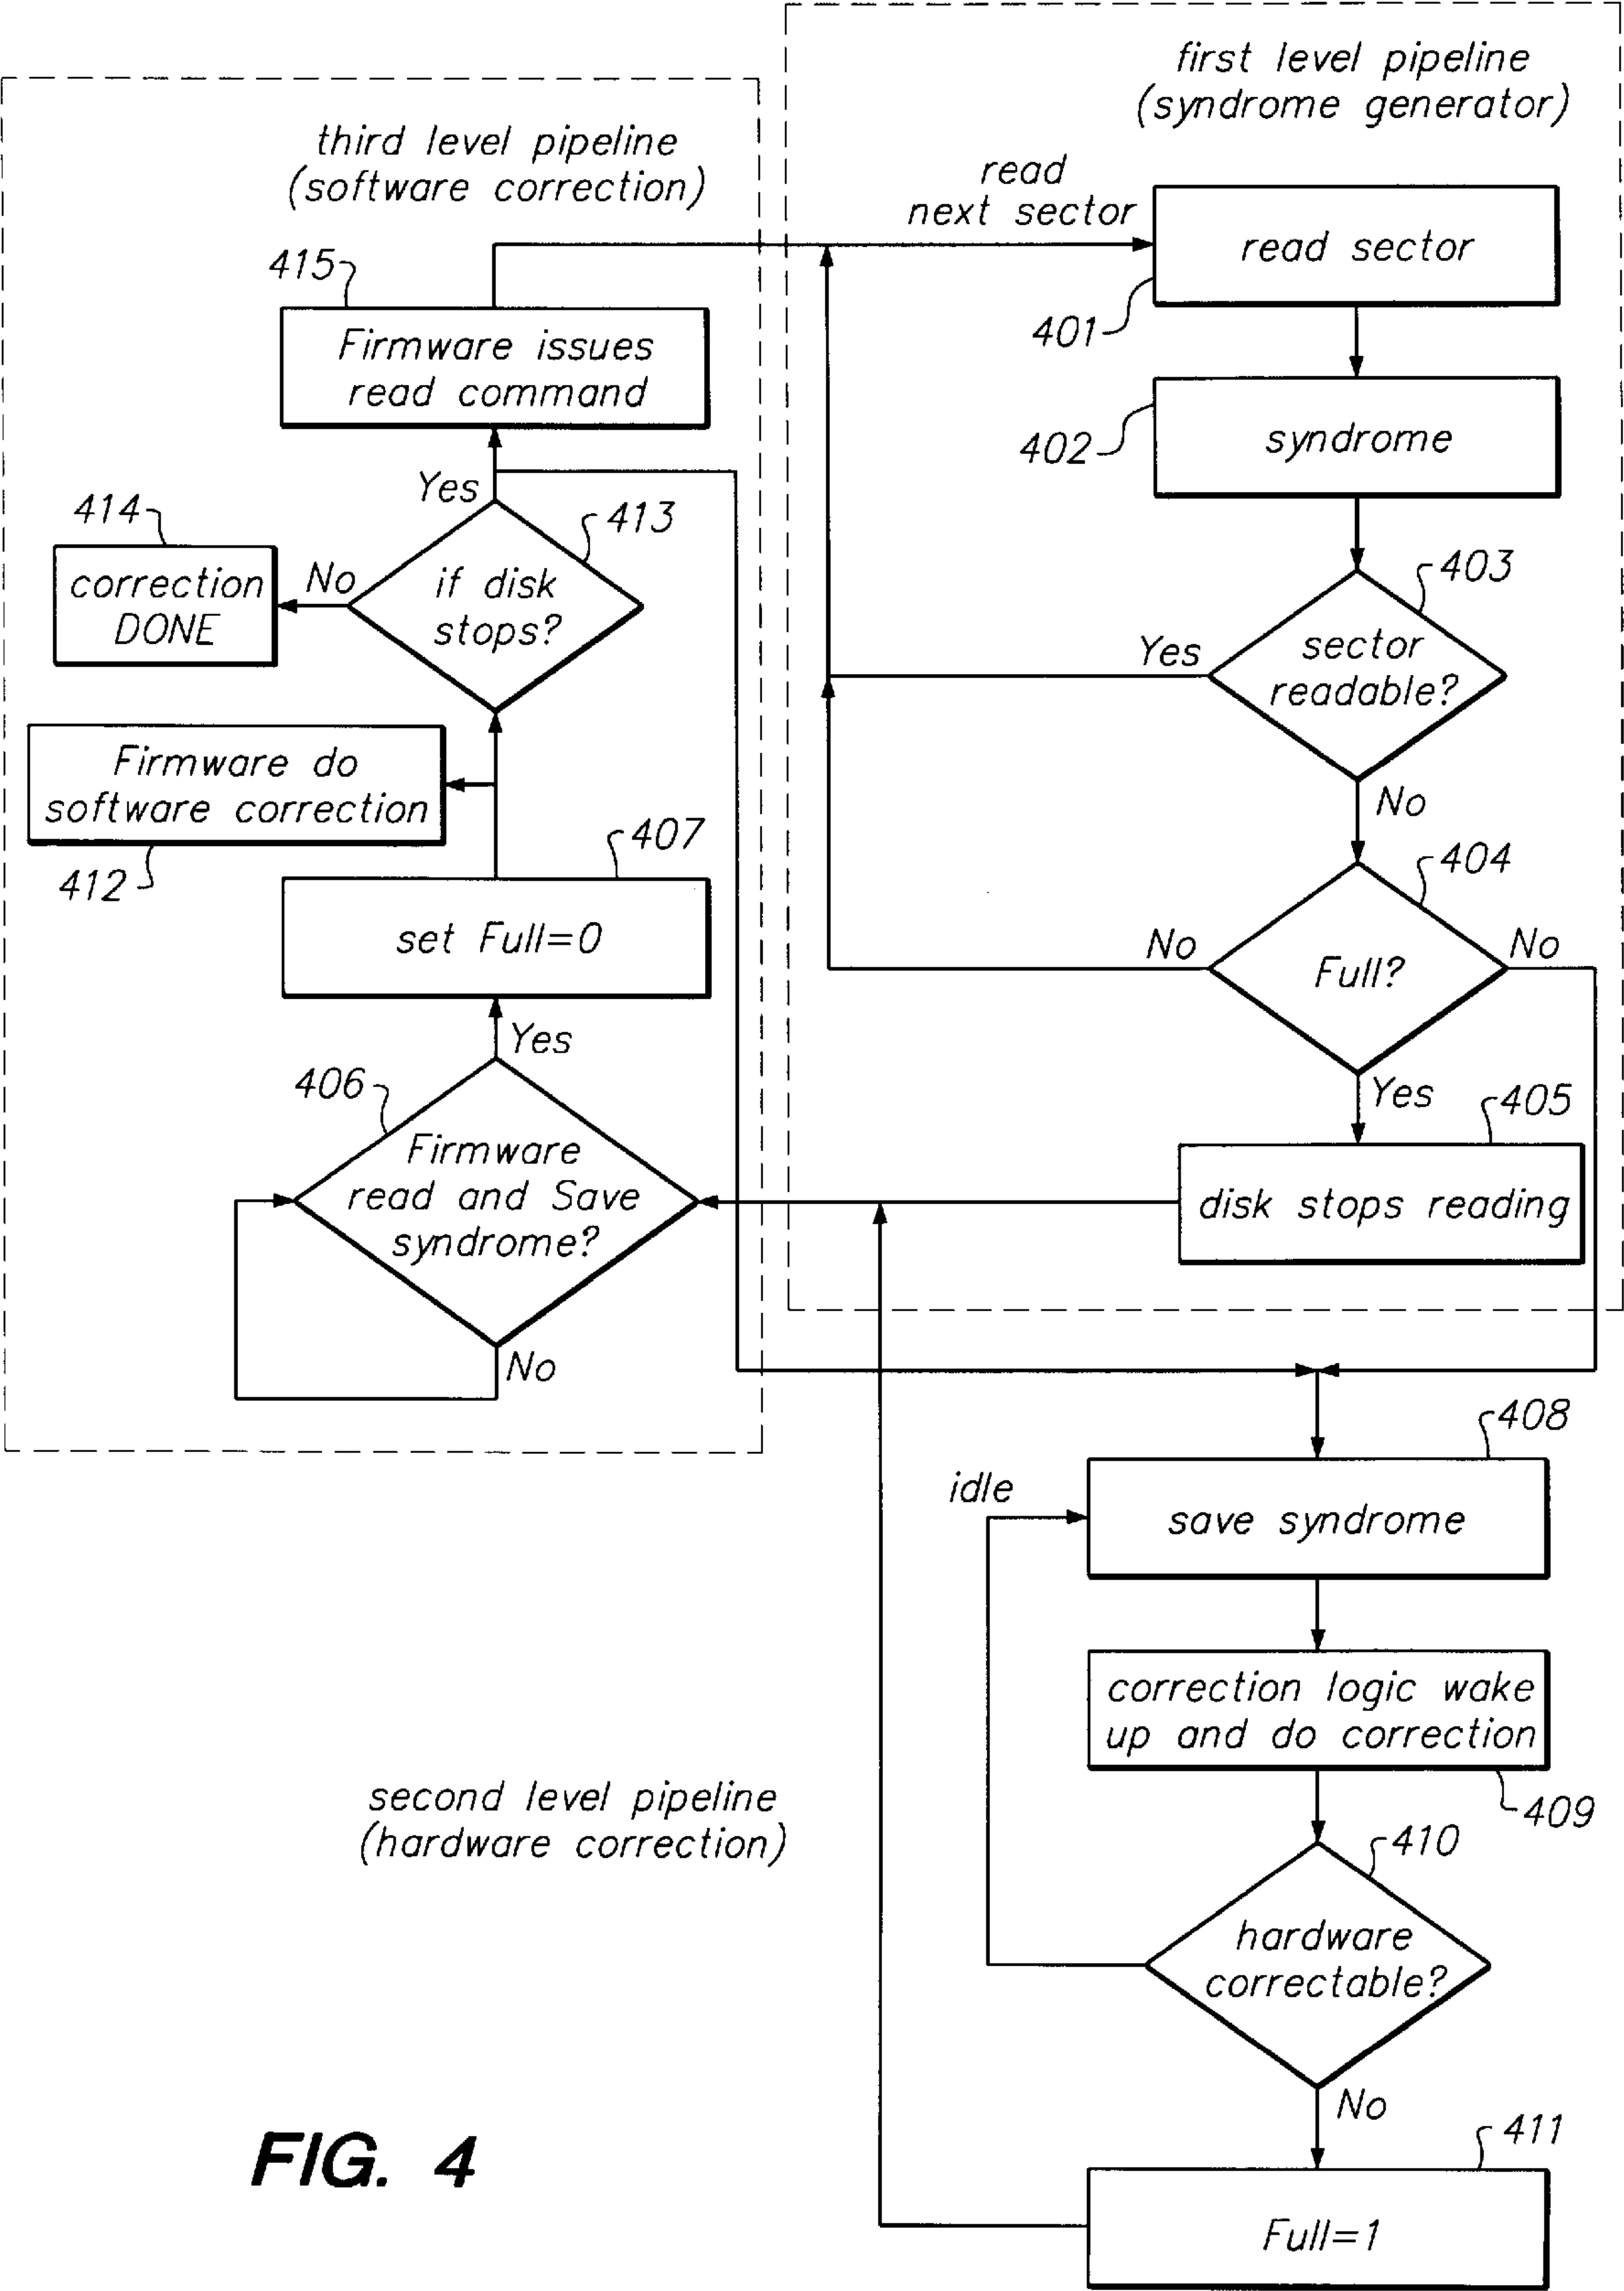 first level pipeline
(syndrome generator)
third level pipeline
(software correction)
read
next sector
read sector
401
415
Firmware issues
read command
402
syndrome
Yes
414
413
403
correction
DONE
No
if disk
stops?
Yes
sector
readable?
Firmware do
software correction
No
412
407
404
set Full=0
No
Full?
No
Yes
406
Yes
405
Firmware
read and Save
syndrome?
disk stops reading
No
408
idle
save syndrome
correction logic wake
up and do correction
409
second level pipeline
(hardware correction)
410
hardware
correctable?
No
411
Full=1
FIG. 4